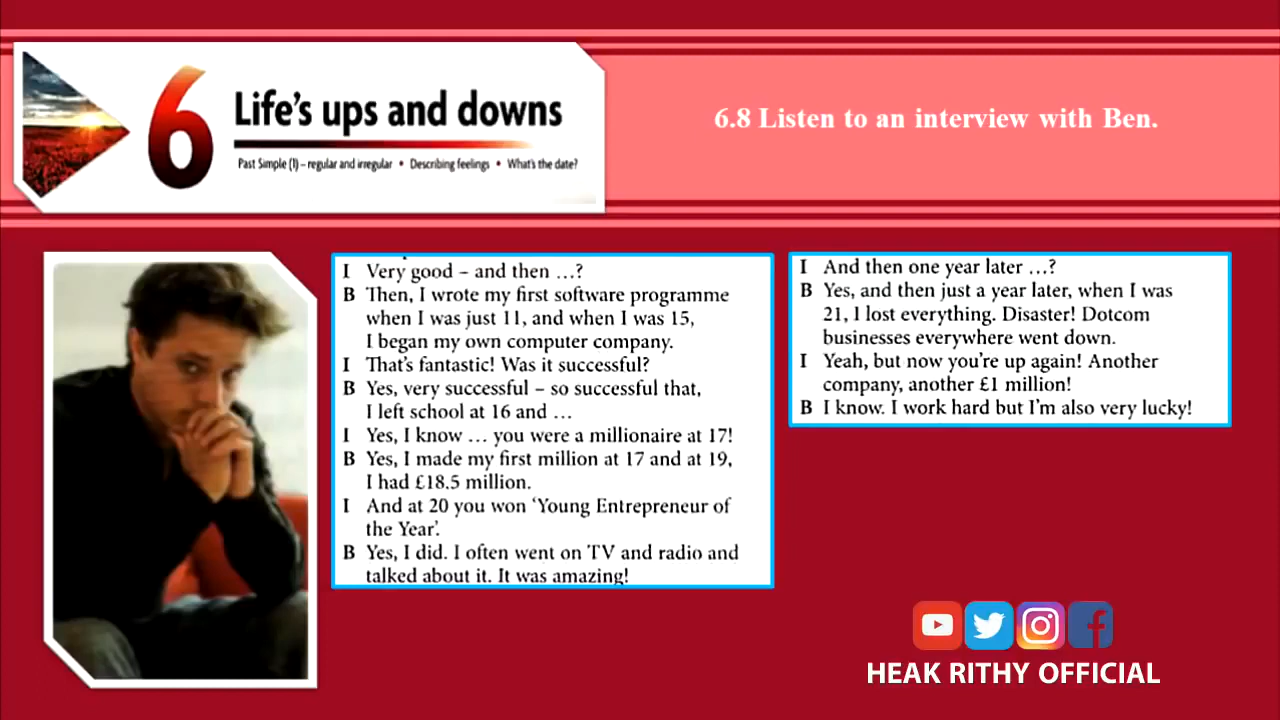 6
Life's ups and downs
Past Simple (1) – regular and irregular • Describing feelings • What's the date?
6.8 Listen to an interview with Ben.
I Very good – and then …?
B Then, I wrote my first software programme
when I was just 11, and when I was 15,
I began my own computer company.
I That's fantastic! Was it successful?
B Yes, very successful – so successful that,
I left school at 16 and …
I Yes, I know … you were a millionaire at 17!
B Yes, I made my first million at 17 and at 19,
I had £18.5 million.
I And at 20 you won ‘Young Entrepreneur of
the Year’.
B Yes, I did. I often went on TV and radio and
talked about it. It was amazing!
I And then one year later …?
B Yes, and then just a year later, when I was
21, I lost everything. Disaster! Dotcom
businesses everywhere went down.
I Yeah, but now you're up again! Another
company, another £1 million!
B I know. I work hard but I'm also very lucky!
HEAK RITHY OFFICIAL